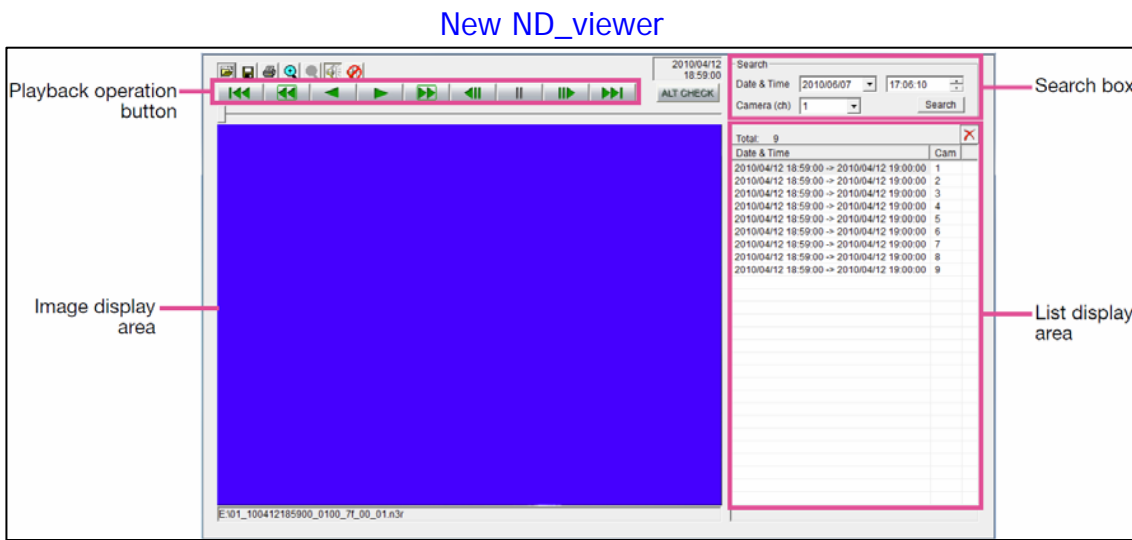 New ND_viewer
Playback operation
button
2010/04/12
18:59:00
ALT CHECK
Search
Date & Time 2010/06/07 17:06:10
Camera (ch) 1 Search
Search box
Total: 9
Date & Time Cam
2010/04/12 18:59:00 -> 2010/04/12 19:00:00 1
2010/04/12 18:59:00 -> 2010/04/12 19:00:00 2
2010/04/12 18:59:00 -> 2010/04/12 19:00:00 3
2010/04/12 18:59:00 -> 2010/04/12 19:00:00 4
2010/04/12 18:59:00 -> 2010/04/12 19:00:00 5
2010/04/12 18:59:00 -> 2010/04/12 19:00:00 6
2010/04/12 18:59:00 -> 2010/04/12 19:00:00 7
2010/04/12 18:59:00 -> 2010/04/12 19:00:00 8
2010/04/12 18:59:00 -> 2010/04/12 19:00:00 9
Image display
area
List display
area
E:\01_100412185900_0100_7f_00_01.n3r